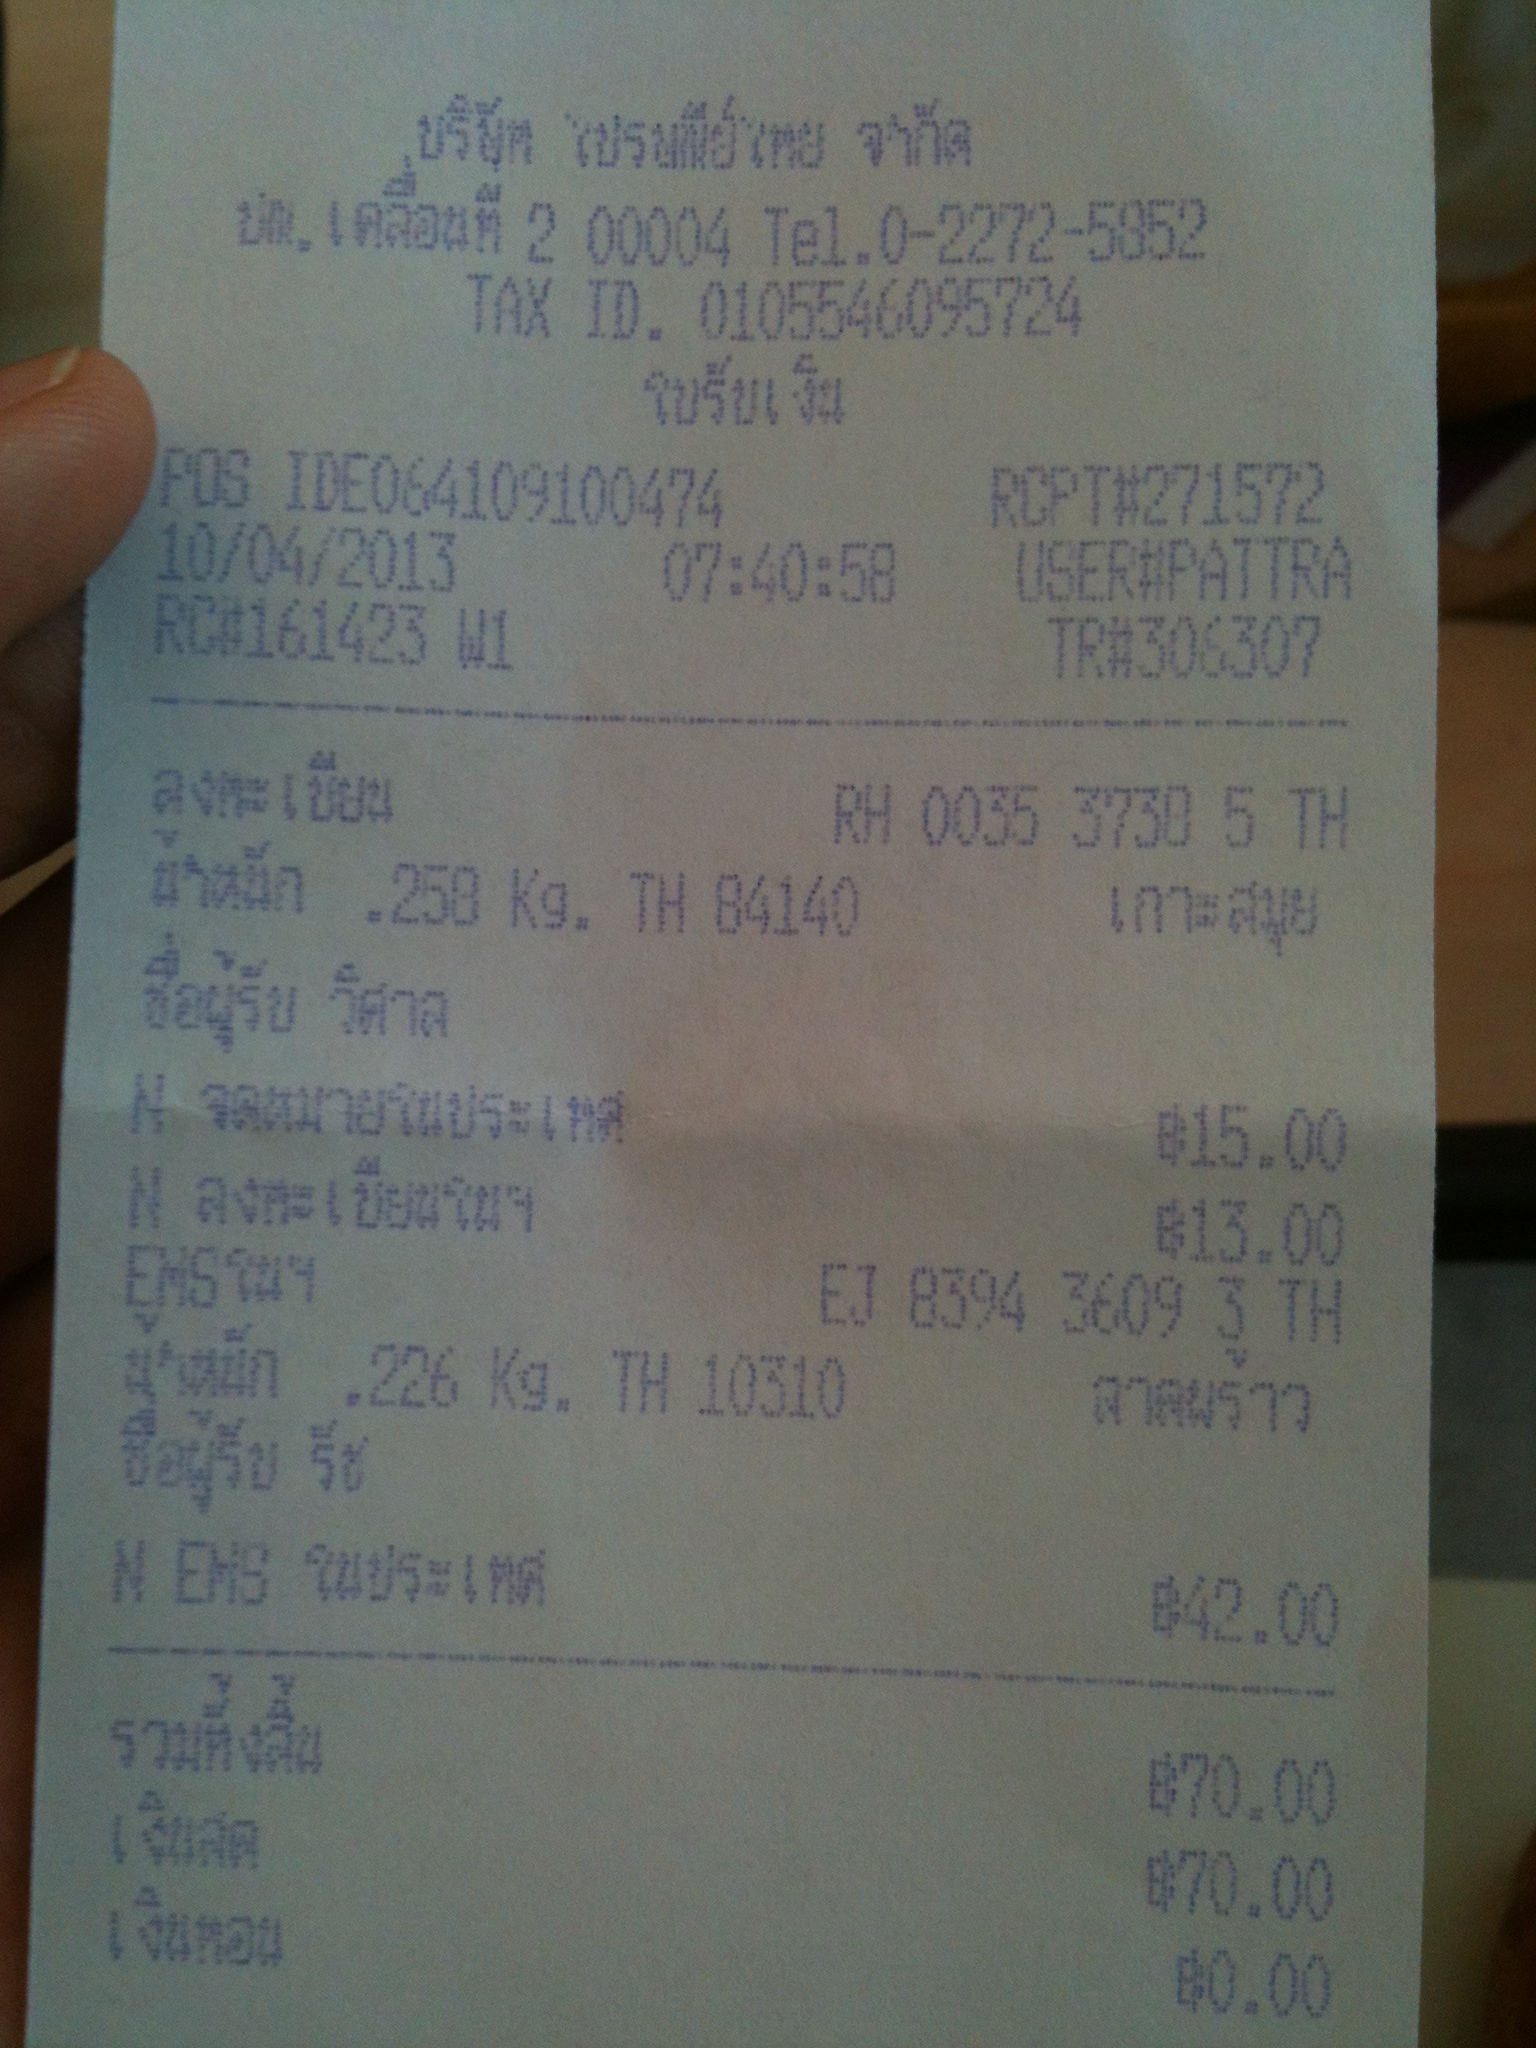 บริษัท ไปรษณีย์ไทย จำกัด
ปณ.เคลื่อนที่ 2 00004 Tel.0-2272-5852
TAX ID. 0105546095724
ใบรับเงิน
POS IDE064109100474 RCPT#271572
10/04/2013 07:40:58 USER#PATTRA
RC#161423 W1 TR#306307
ลงทะเบียน RH 0035 3738 5 TH
น้ำหนัก .258 Kg. TH 84140 เกาะสมุย
ชื่อผู้รับ วิศาล
N จดหมายในประเทศ ฿15.00
N ลงทะเบียนในฯ ฿13.00
EMSในฯ EJ 8394 3609 3 TH
น้ำหนัก .226 Kg. TH 10310 ลาดพร้าว
ชื่อผู้รับ รัช
N EMS ในประเทศ ฿42.00
รวมทั้งสิ้น ฿70.00
เงินสด ฿70.00
เงินทอน ฿0.00